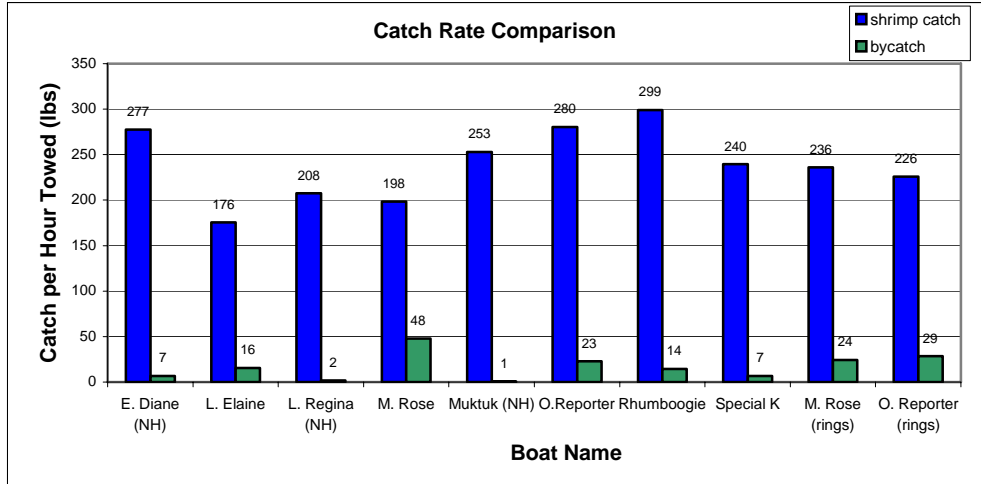 Catch Rate Comparison
shrimp catch
bycatch
Catch per Hour Towed (lbs)
350
300
250
200
150
100
50
0
277
7
176
16
208
2
198
48
253
1
280
23
299
14
240
7
236
24
226
29
E. Diane
(NH)
L. Elaine
L. Regina
(NH)
M. Rose
Muktuk (NH)
O.Reporter
Rhumboogie
Special K
M. Rose
(rings)
O. Reporter
(rings)
Boat Name